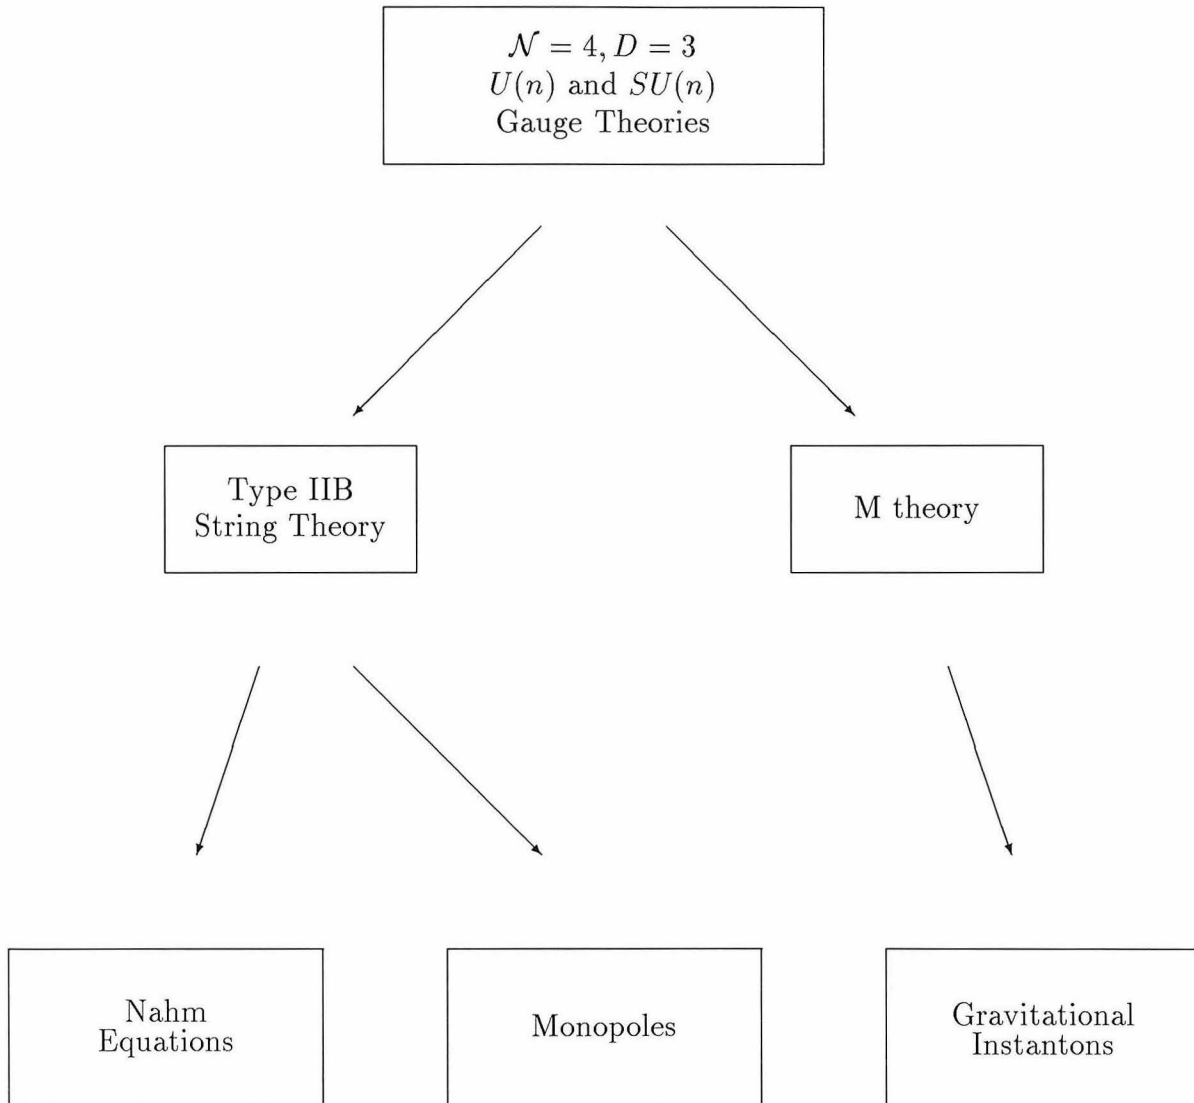 𝒩 = 4, D = 3
U(n) and SU(n)
Gauge Theories
Type IIB
String Theory
M theory
Nahm
Equations
Monopoles
Gravitational
Instantons